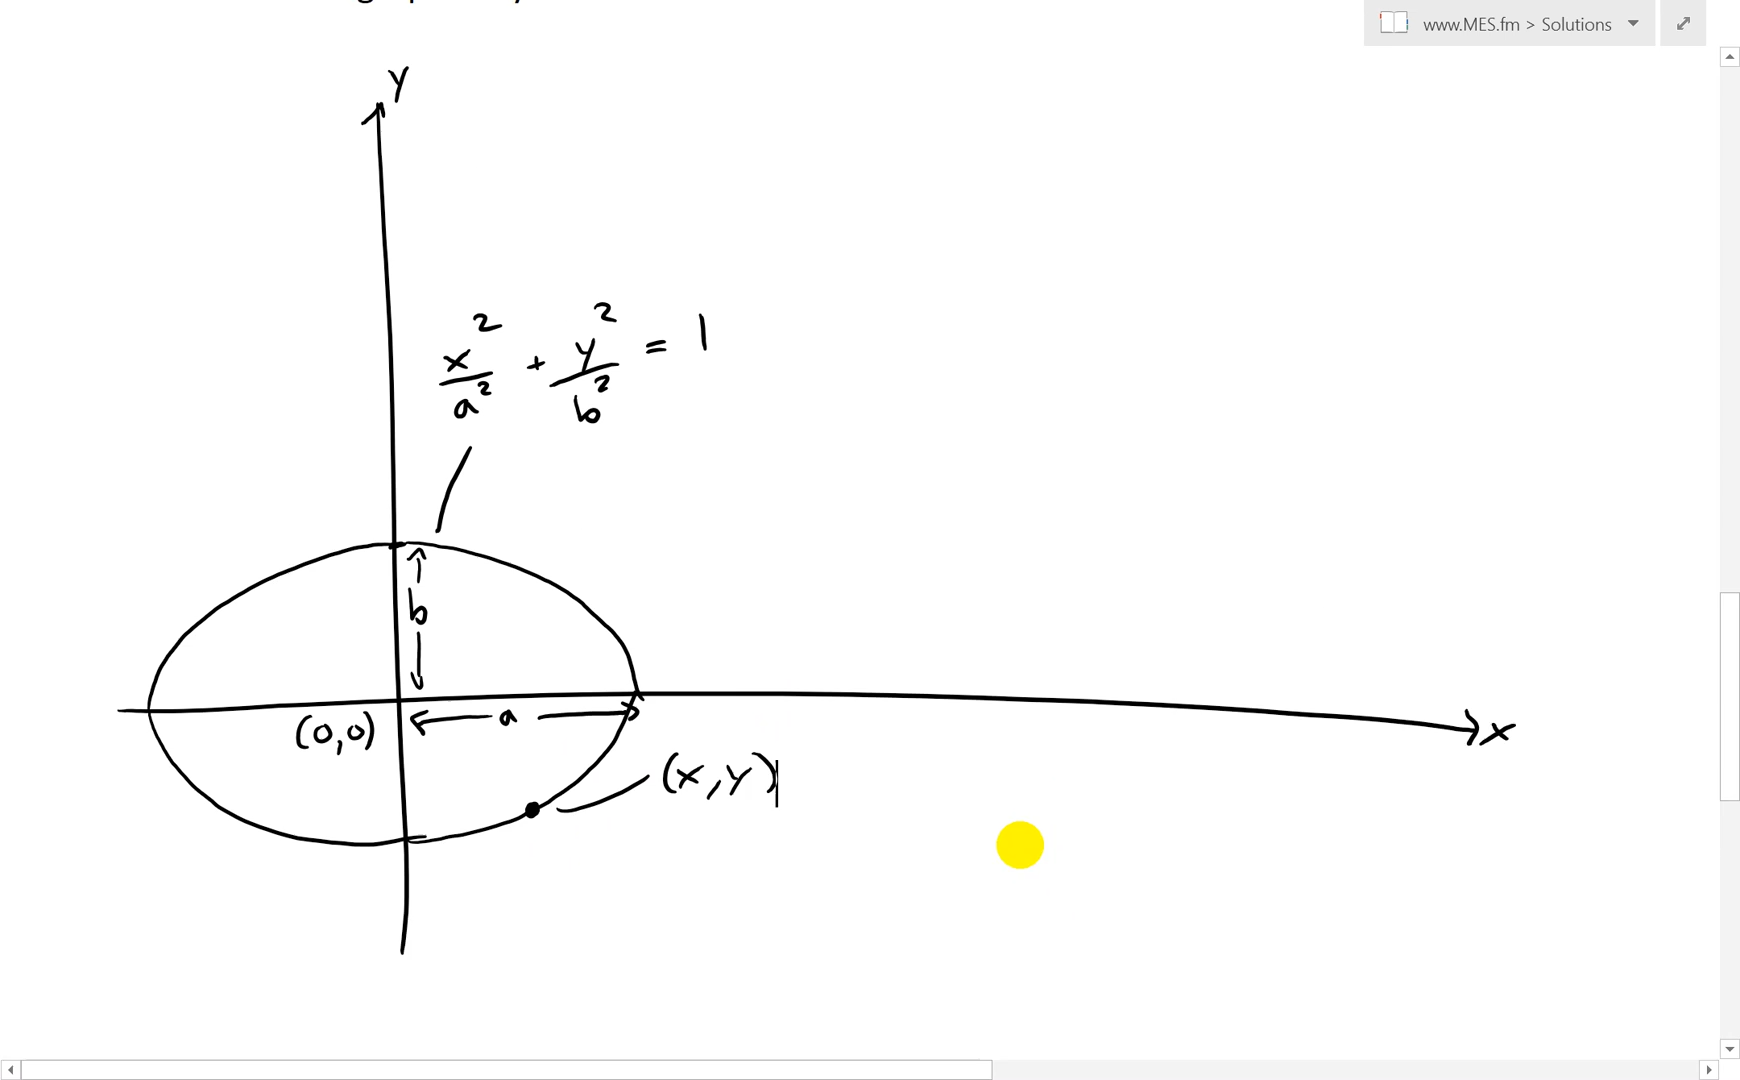 www.MES.fm > Solutions
y
x²/a² + y²/b² = 1
b
(0,0)
a
x
(x,y)